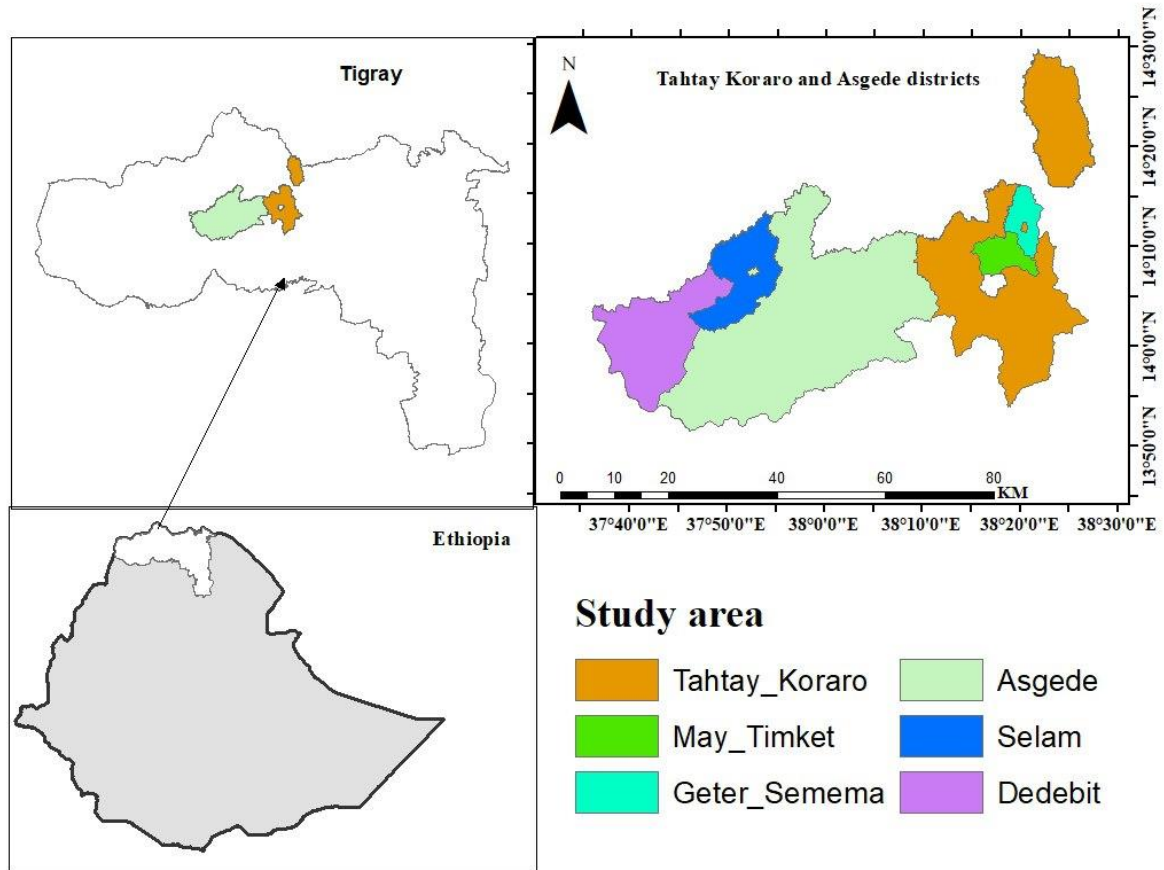 Tigray
Tahtay Koraro and Asgede districts
N
14°30'0"N
14°20'0"N
14°10'0"N
14°0'0"N
13°50'0"N
0 10 20 40 60 80
KM
37°40'0"E 37°50'0"E 38°0'0"E 38°10'0"E 38°20'0"E 38°30'0"E
Ethiopia
Study area
Tahtay_Koraro Asgede
May_Timket Selam
Geter_Semema Dedebit